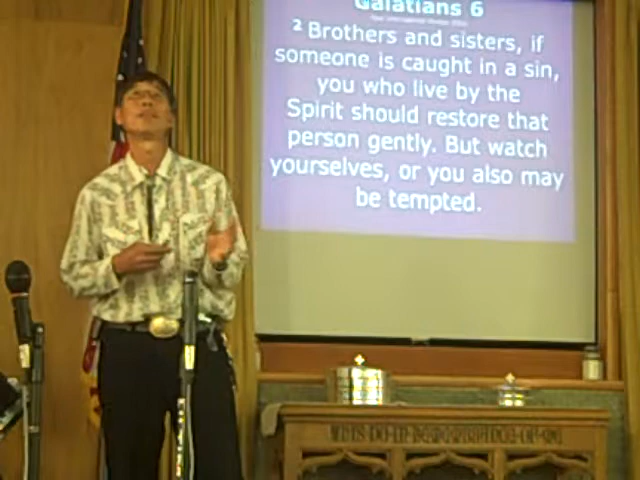 Galatians 6
² Brothers and sisters, if
someone is caught in a sin,
you who live by the
Spirit should restore that
person gently. But watch
yourselves, or you also may
be tempted.